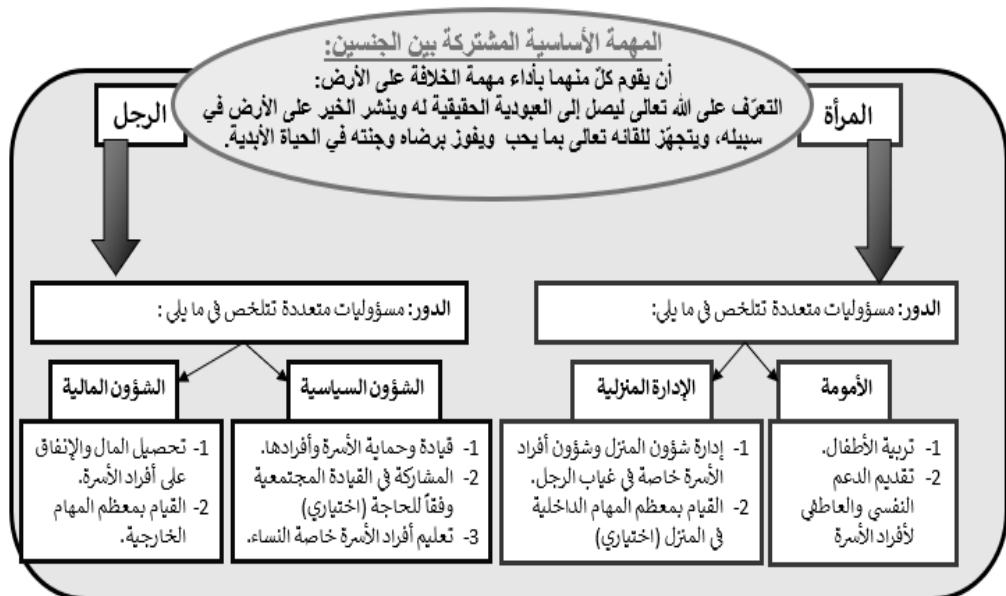 المهمة الأساسية المشتركة بين الجنسين:
أن يقوم كلّ منهما بأداء مهمة الخلافة على الأرض:
التعرّف على الله تعالى ليصل إلى العبودية الحقيقية له وينشر الخير على الأرض في
سبيله، ويتجهّز للقائه تعالى بما يحب ويفوز برضاه وجنته في الحياة الأبدية.
المرأة
الرجل
الدور: مسؤوليات متعددة تتلخص في ما يلي:
الدور: مسؤوليات متعددة تتلخص في ما يلي :
الأمومة
1- تربية الأطفال.
2- تقديم الدعم
النفسي والعاطفي
لأفراد الأسرة
الإدارة المنزلية
1- إدارة شؤون المنزل وشؤون أفراد
الأسرة خاصة في غياب الرجل.
2- القيام بمعظم المهام الداخلية
في المنزل (اختياري)
الشؤون السياسية
1- قيادة وحماية الأسرة وأفرادها.
2- المشاركة في القيادة المجتمعية
وفقاً للحاجة (اختياري)
3- تعليم أفراد الأسرة خاصة النساء.
الشؤون المالية
1- تحصيل المال والإنفاق
على أفراد الأسرة.
2- القيام بمعظم المهام
الخارجية.